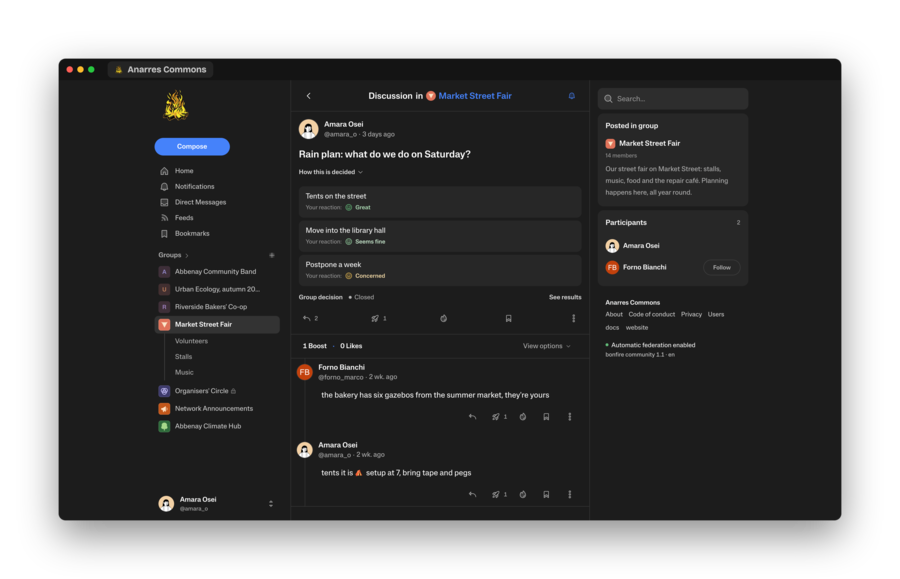 Anarres Commons
Compose
Home
Notifications
Direct Messages
Feeds
Bookmarks
Groups
A Abbenay Community Band
U Urban Ecology, autumn 20...
R Riverside Bakers' Co-op
Market Street Fair
Volunteers
Stalls
Music
Organisers' Circle
Network Announcements
Abbenay Climate Hub
Amara Osei
@amara_o
Discussion in Market Street Fair
Amara Osei
@amara_o · 3 days ago
Rain plan: what do we do on Saturday?
How this is decided
Tents on the street
Your reaction: Great
Move into the library hall
Your reaction: Seems fine
Postpone a week
Your reaction: Concerned
Group decision • Closed See results
2 1
1 Boost · 0 Likes View options
FB Forno Bianchi
@forno_marco · 2 wk. ago
the bakery has six gazebos from the summer market, they're yours
1
Amara Osei
@amara_o · 2 wk. ago
tents it is ⛺ setup at 7, bring tape and pegs
1
Search...
Posted in group
Market Street Fair
14 members
Our street fair on Market Street: stalls,
music, food and the repair café. Planning
happens here, all year round.
Participants 2
Amara Osei
FB Forno Bianchi Follow
Anarres Commons
About Code of conduct Privacy Users
docs website
Automatic federation enabled
bonfire community 1.1 · en